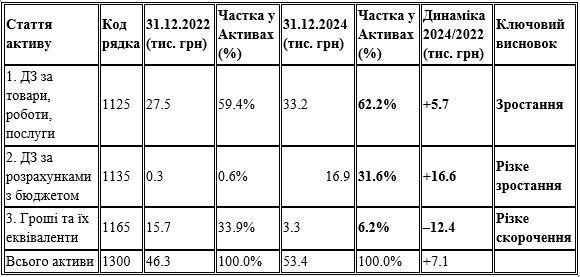 Стаття активу | Код рядка | 31.12.2022 (тис. грн) | Частка у Активах (%) | 31.12.2024 (тис. грн) | Частка у Активах (%) | Динаміка 2024/2022 (тис. грн) | Ключовий висновок
1. ДЗ за товари, роботи, послуги | 1125 | 27.5 | 59.4% | 33.2 | 62.2% | +5.7 | Зростання
2. ДЗ за розрахунками з бюджетом | 1135 | 0.3 | 0.6% | 16.9 | 31.6% | +16.6 | Різке зростання
3. Гроші та їх еквіваленти | 1165 | 15.7 | 33.9% | 3.3 | 6.2% | –12.4 | Різке скорочення
Всього активи | 1300 | 46.3 | 100.0% | 53.4 | 100.0% | +7.1